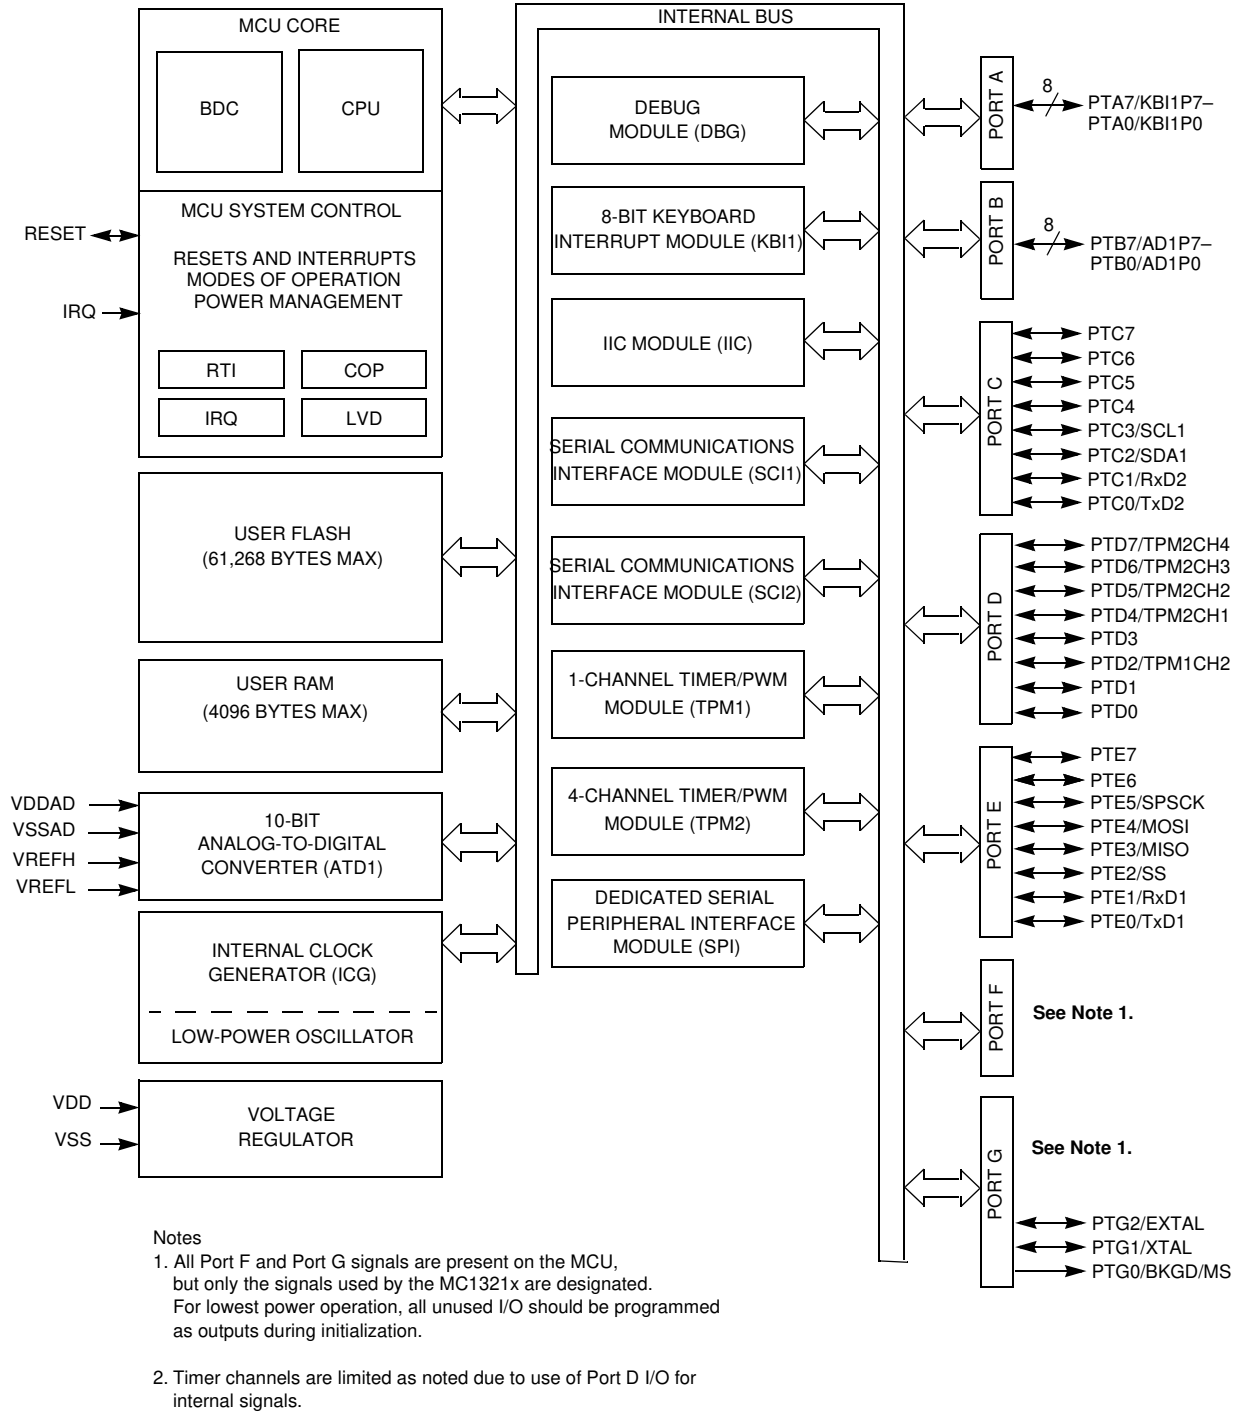 MCU CORE
BDC
CPU
MCU SYSTEM CONTROL
RESETS AND INTERRUPTS
MODES OF OPERATION
POWER MANAGEMENT
RTI
COP
IRQ
LVD
RESET
IRQ
USER FLASH
(61,268 BYTES MAX)
USER RAM
(4096 BYTES MAX)
VDDAD
VSSAD
VREFH
VREFL
10-BIT
ANALOG-TO-DIGITAL
CONVERTER (ATD1)
INTERNAL CLOCK
GENERATOR (ICG)
LOW-POWER OSCILLATOR
VDD
VSS
VOLTAGE
REGULATOR
INTERNAL BUS
DEBUG
MODULE (DBG)
8-BIT KEYBOARD
INTERRUPT MODULE (KBI1)
IIC MODULE (IIC)
SERIAL COMMUNICATIONS
INTERFACE MODULE (SCI1)
SERIAL COMMUNICATIONS
INTERFACE MODULE (SCI2)
1-CHANNEL TIMER/PWM
MODULE (TPM1)
4-CHANNEL TIMER/PWM
MODULE (TPM2)
DEDICATED SERIAL
PERIPHERAL INTERFACE
MODULE (SPI)
PORT A
8
PTA7/KBI1P7–
PTA0/KBI1P0
PORT B
8
PTB7/AD1P7–
PTB0/AD1P0
PORT C
PTC7
PTC6
PTC5
PTC4
PTC3/SCL1
PTC2/SDA1
PTC1/RxD2
PTC0/TxD2
PORT D
PTD7/TPM2CH4
PTD6/TPM2CH3
PTD5/TPM2CH2
PTD4/TPM2CH1
PTD3
PTD2/TPM1CH2
PTD1
PTD0
PORT E
PTE7
PTE6
PTE5/SPSCK
PTE4/MOSI
PTE3/MISO
PTE2/SS
PTE1/RxD1
PTE0/TxD1
PORT F
See Note 1.
PORT G
See Note 1.
PTG2/EXTAL
PTG1/XTAL
PTG0/BKGD/MS
Notes
1. All Port F and Port G signals are present on the MCU,
but only the signals used by the MC1321x are designated.
For lowest power operation, all unused I/O should be programmed
as outputs during initialization.
2. Timer channels are limited as noted due to use of Port D I/O for
internal signals.